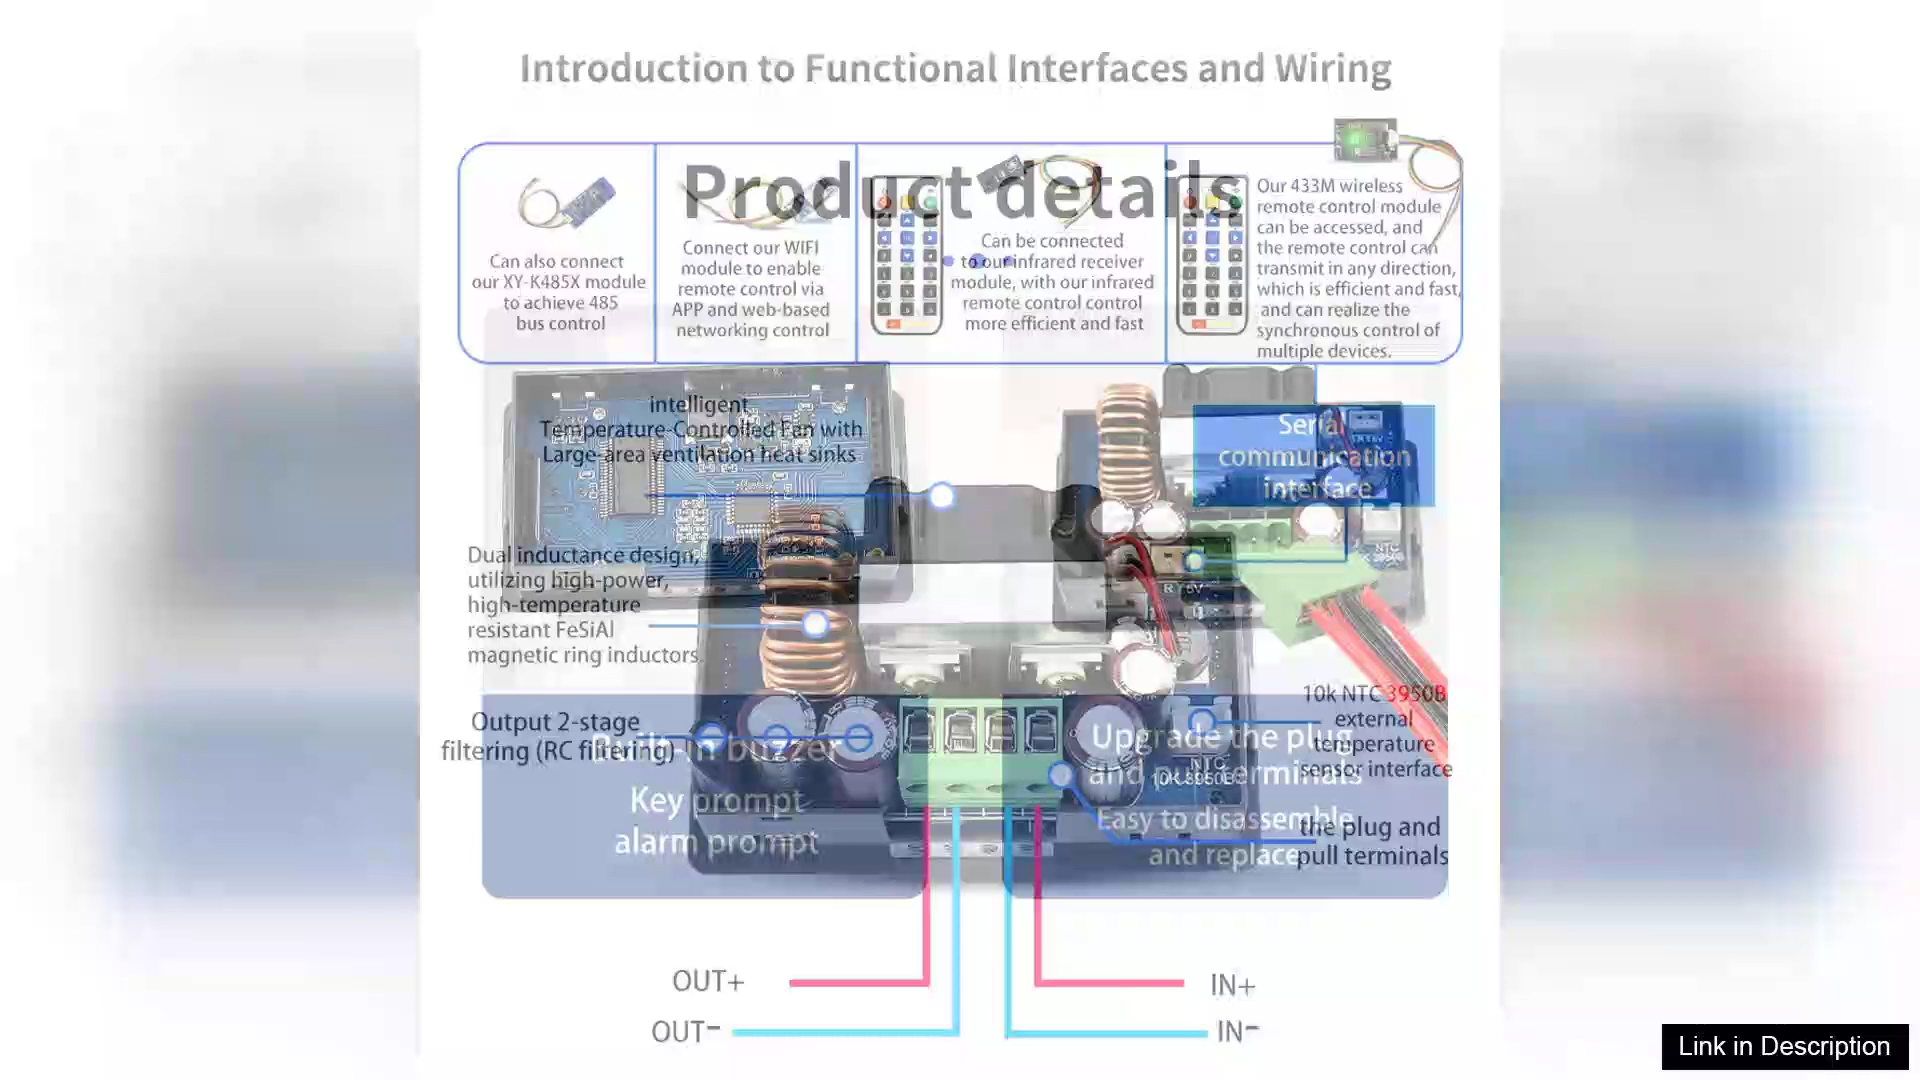 Introduction to Functional Interfaces and Wiring
Product details
Can also connect
our XY-K485X module
to achieve 485
bus control
Connect our WIFI
module to enable
remote control via
APP and web-based
networking control
Can be connected
to our infrared receiver
module, with our infrared
remote control control
more efficient and fast
Our 433M wireless
remote control module
can be accessed, and
the remote control can
transmit in any direction,
which is efficient and fast,
and can realize the
synchronous control of
multiple devices.
intelligent
Temperature-Controlled Fan with
Large-area ventilation heat sinks
Serial
communication
interface
Dual inductance design,
utilizing high-power,
high-temperature
resistant FeSiAl
magnetic ring inductors.
NTC
3950B
10k NTC 3950B
external
temperature
sensor interface
Output 2-stage
filtering (RC filtering)
Built-in buzzer
Key prompt
alarm prompt
Upgrade the plug
and pull terminals
Easy to disassemble
and replace
NTC
10K 3950B
the plug and
pull terminals
OUT+
OUT-
IN+
IN-
Link in Description